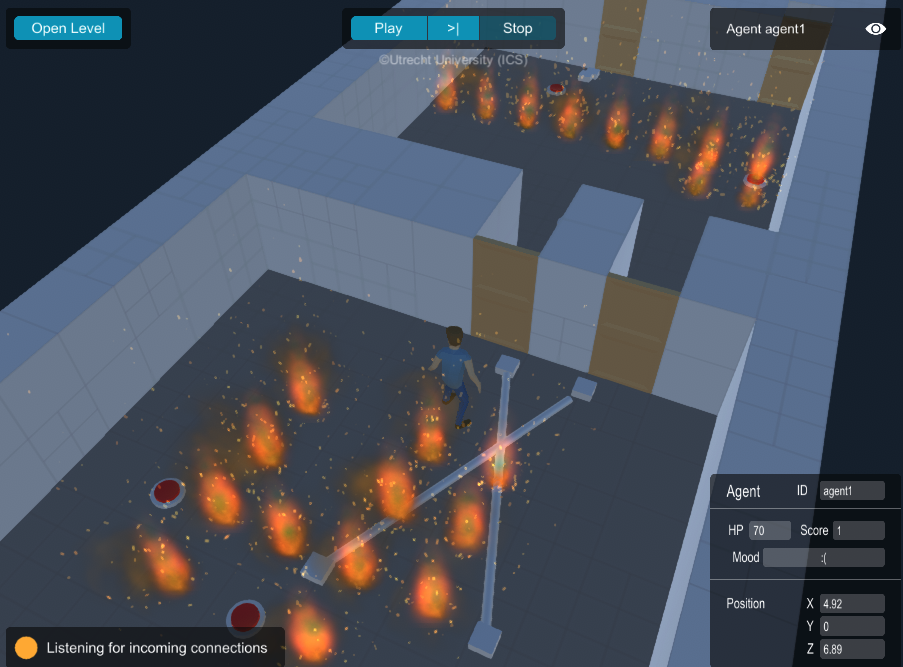 Open Level
Play >| Stop
Agent agent1
©Utrecht University (ICS)
Agent ID agent1
HP 70 Score 1
Mood :(
Position X 4.92
Y 0
Z 6.89
Listening for incoming connections